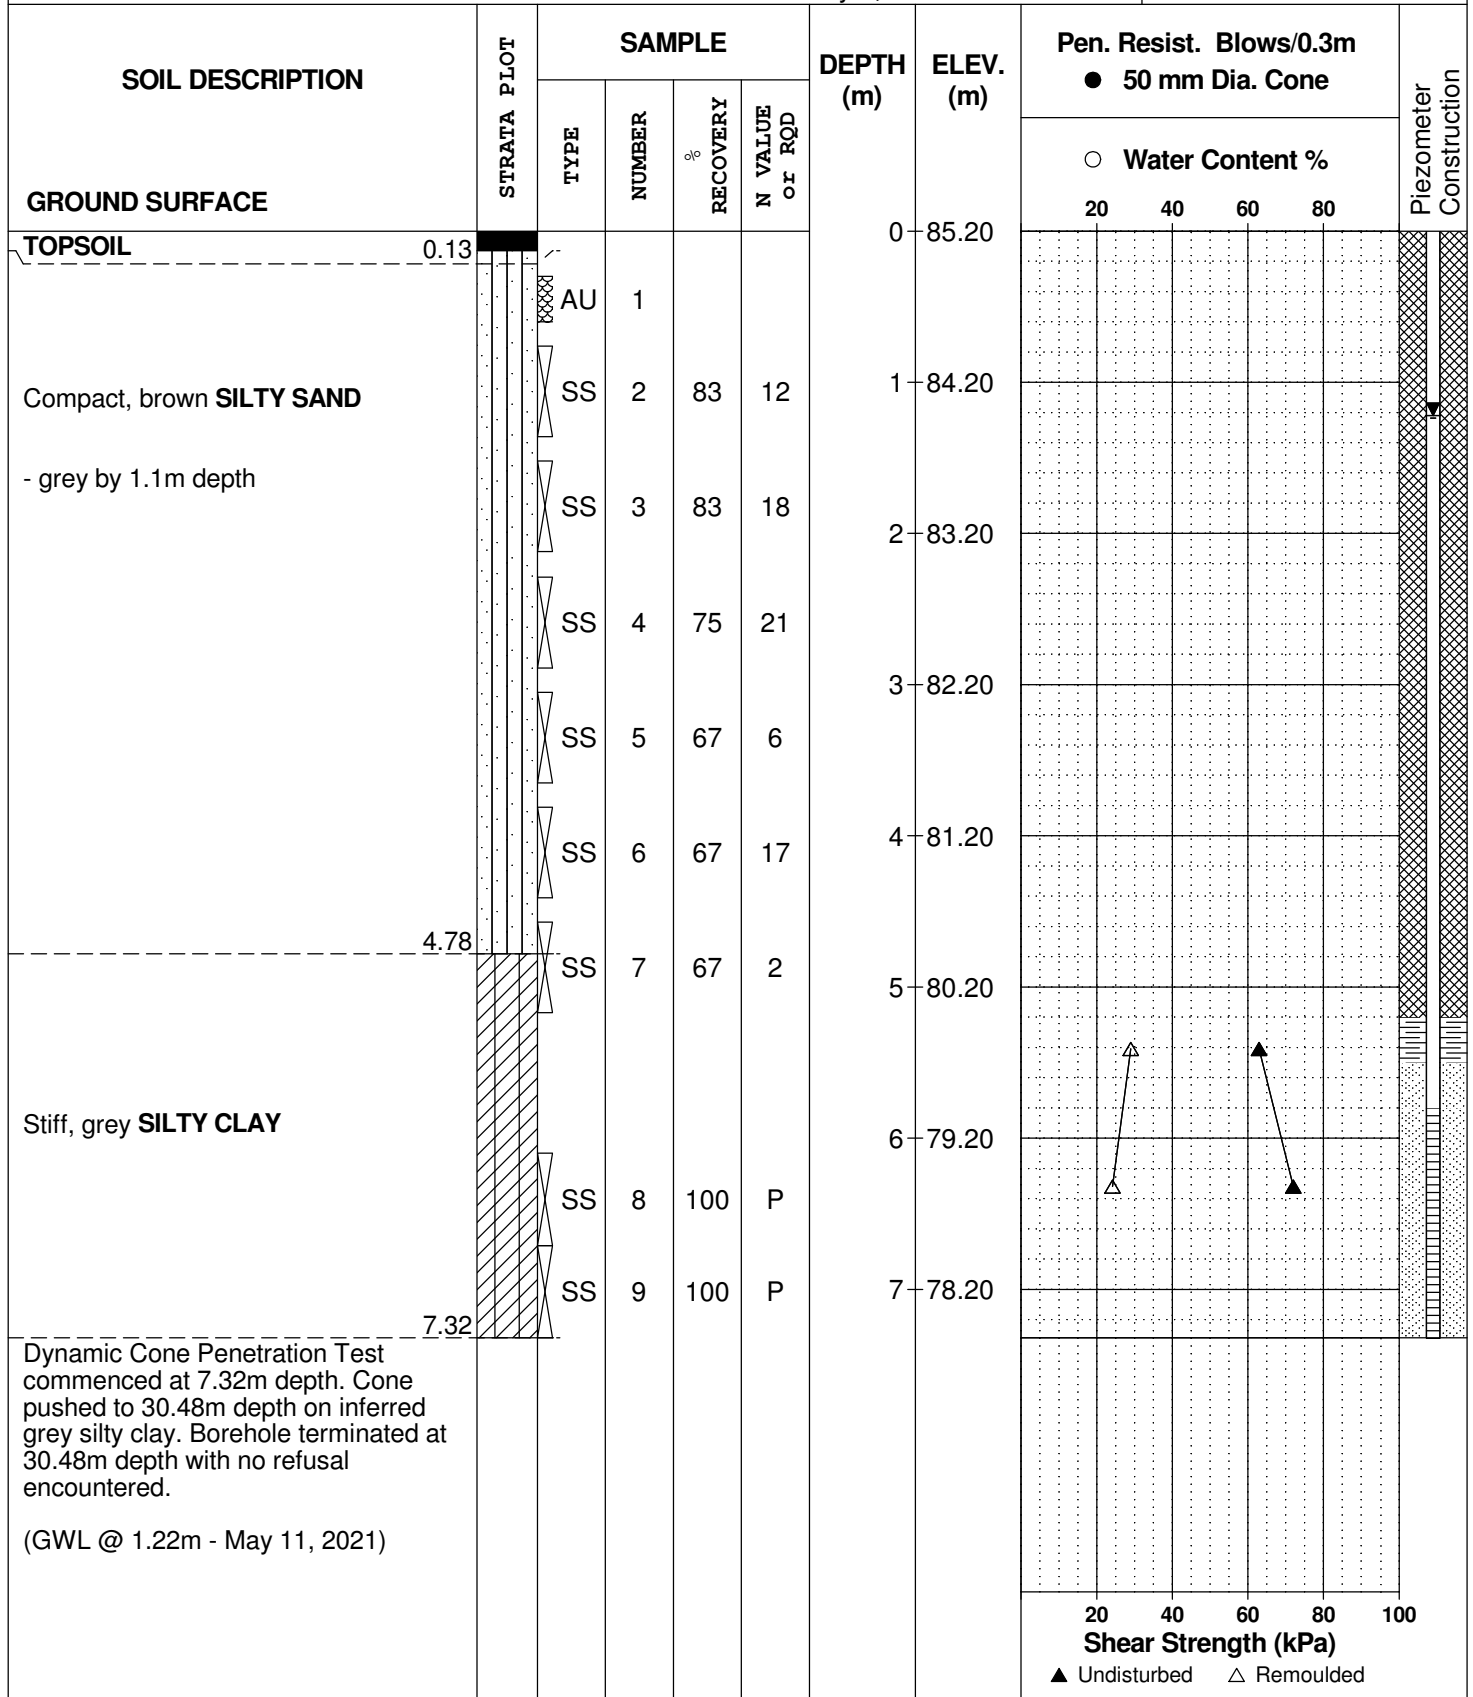 SOIL DESCRIPTION
GROUND SURFACE
STRATA PLOT
SAMPLE
TYPE
NUMBER
% RECOVERY
N VALUE or RQD
DEPTH (m)
ELEV. (m)
Pen. Resist. Blows/0.3m
● 50 mm Dia. Cone
○ Water Content %
20 40 60 80
Piezometer Construction
TOPSOIL 0.13
0 85.20
AU 1
Compact, brown SILTY SAND
SS 2 83 12
1 84.20
- grey by 1.1m depth
SS 3 83 18
2 83.20
SS 4 75 21
3 82.20
SS 5 67 6
4 81.20
SS 6 67 17
4.78
SS 7 67 2
5 80.20
Stiff, grey SILTY CLAY
6 79.20
SS 8 100 P
7 78.20
SS 9 100 P
7.32
Dynamic Cone Penetration Test
commenced at 7.32m depth. Cone
pushed to 30.48m depth on inferred
grey silty clay. Borehole terminated at
30.48m depth with no refusal
encountered.
(GWL @ 1.22m - May 11, 2021)
20 40 60 80 100
Shear Strength (kPa)
▲ Undisturbed △ Remoulded